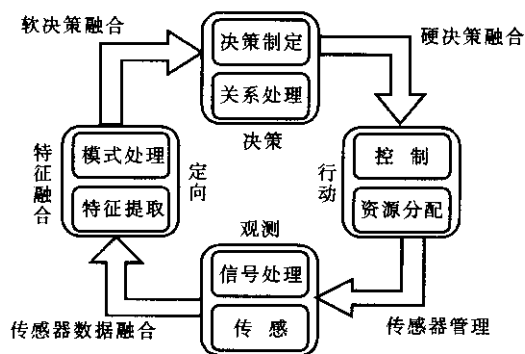 软决策融合
决策制定
关系处理
决策
硬决策融合
特征融合
模式处理
特征提取
定向
行动
控 制
资源分配
观测
信号处理
传 感
传感器数据融合
传感器管理